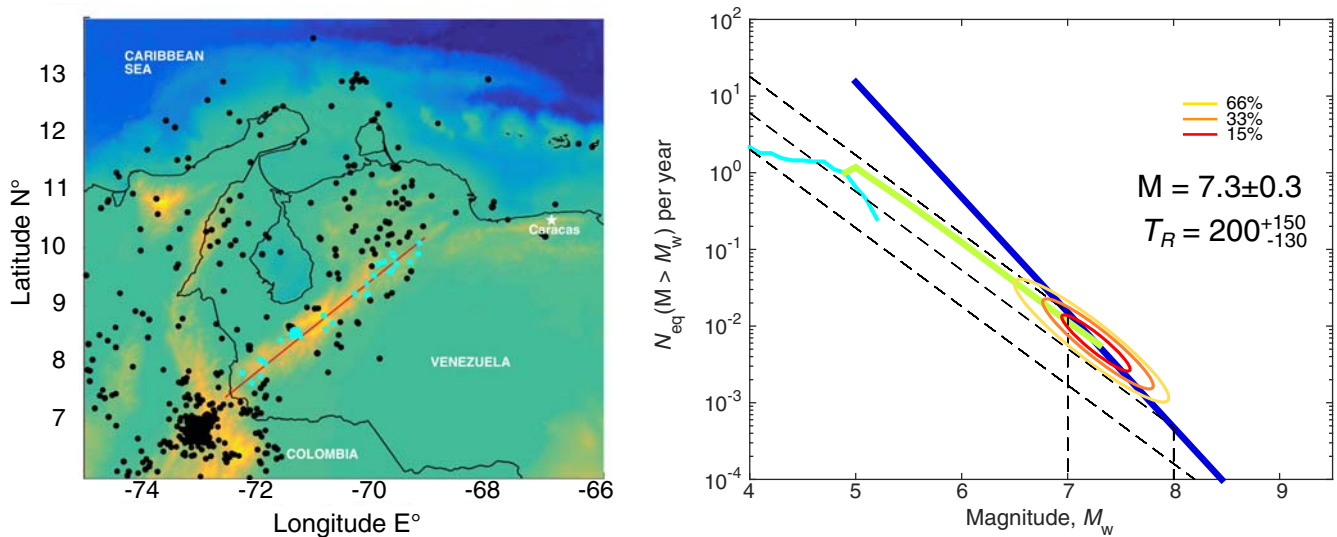 CARIBBEAN
SEA
13
12
11
10
9
8
7
Latitude N°
Caracas
VENEZUELA
COLOMBIA
-74
-72
-70
-68
-66
Longitude E°
10²
10¹
10⁰
10⁻¹
10⁻²
10⁻³
10⁻⁴
N_eq(M > M_w) per year
66%
33%
15%
M = 7.3±0.3
T_R = 200 +150
-130
4
5
6
7
8
9
Magnitude, M_w